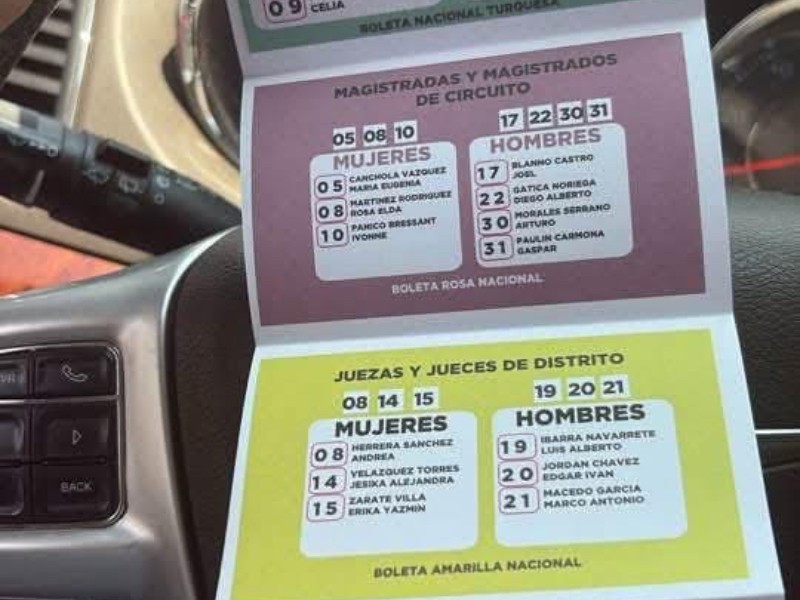 09
CELIA
BOLETA NACIONAL TURQUESA
MAGISTRADAS Y MAGISTRADOS
DE CIRCUITO
05 08 10
MUJERES
05 CANCHOLA VAZQUEZ
MARIA EUGENIA
08 MARTINEZ RODRIGUEZ
ROSA ELDA
10 PANICO BRESSANT
IVONNE
17 22 30 31
HOMBRES
17 BLANNO CASTRO
JOEL
22 GATICA NORIEGA
DIEGO ALBERTO
30 MORALES SERRANO
ARTURO
31 PAULIN CARMONA
GASPAR
BOLETA ROSA NACIONAL
JUEZAS Y JUECES DE DISTRITO
08 14 15
MUJERES
08 HERRERA SANCHEZ
ANDREA
14 VELAZQUEZ TORRES
JESIKA ALEJANDRA
15 ZARATE VILLA
ERIKA YAZMIN
19 20 21
HOMBRES
19 IBARRA NAVARRETE
LUIS ALBERTO
20 JORDAN CHAVEZ
EDGAR IVAN
21 MACEDO GARCIA
MARCO ANTONIO
BOLETA AMARILLA NACIONAL
BACK